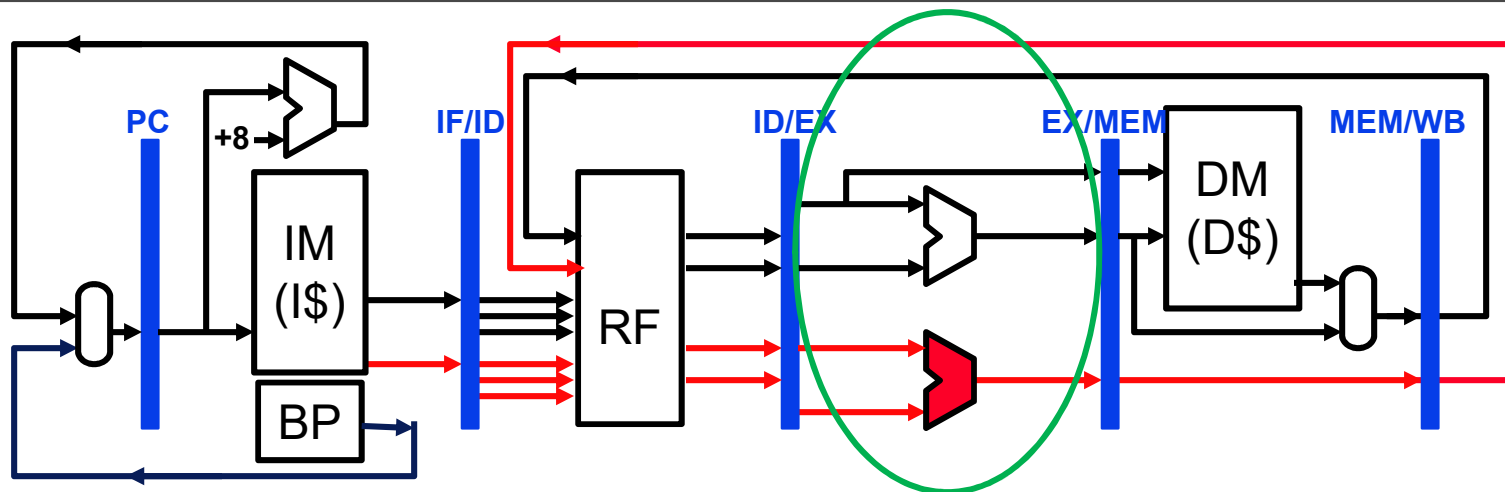 PC
IF/ID
ID/EX
EX/MEM
MEM/WB
+8
IM
(I$)
BP
RF
DM
(D$)